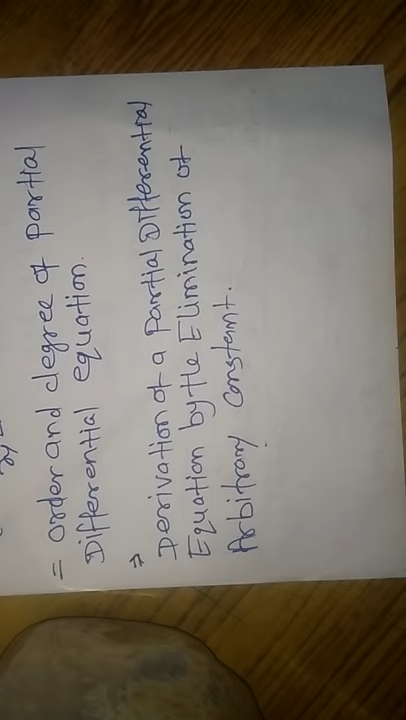 = order and degree of partial
Differential equation.
⇒
Derivation of a Partial Differential
Equation by the Elimination of
Arbitrary Constant.